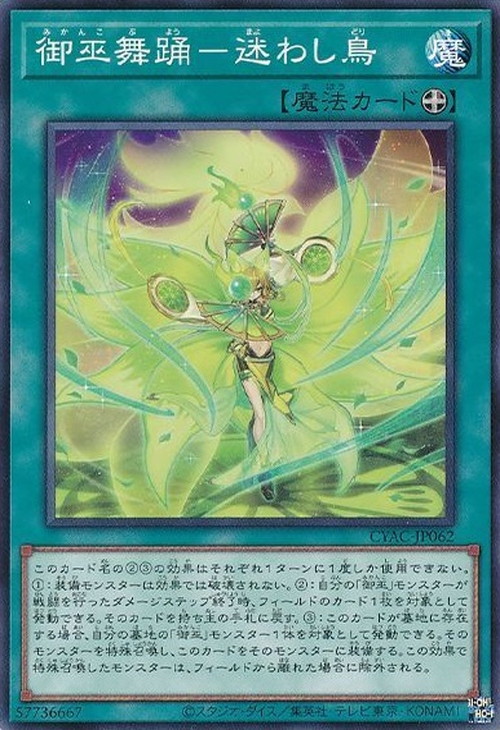 御巫舞踊－迷わし鳥
魔
【魔法カード】
CYAC-JP062
このカード名の②③の効果はそれぞれ1ターンに1度しか使用できない。
①:装備モンスターは効果では破壊されない。②:自分の「御巫」モンスターが
戦闘を行ったダメージステップ終了時、フィールドのカード1枚を対象として
発動できる。そのカードを持ち主の手札に戻す。③:このカードが墓地に存在
する場合、自分の墓地の「御巫」モンスター1体を対象として発動できる。その
モンスターを特殊召喚し、このカードをそのモンスターに装備する。この効果で
特殊召喚したモンスターは、フィールドから離れた場合に除外される。
57736667
©スタジオ・ダイス/集英社・テレビ東京・KONAMI